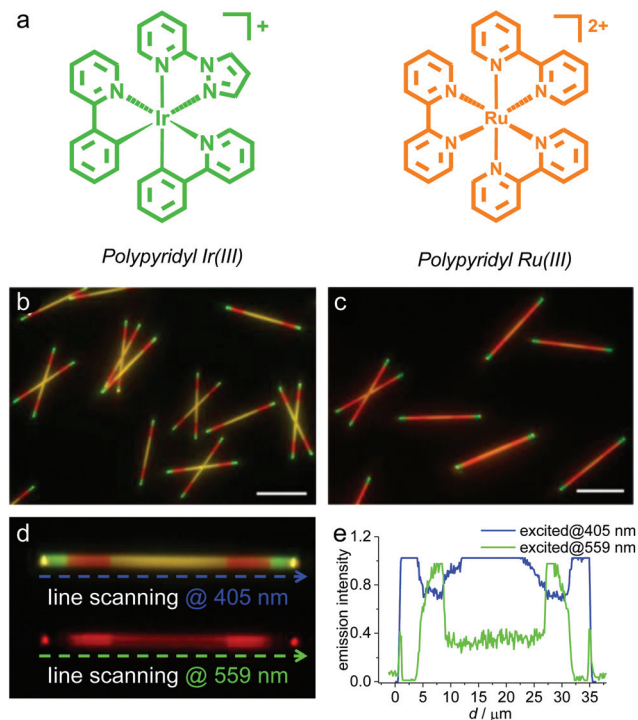 a
N
N
N
N
N
Ir
+
N
N
N
N
N
N
Ru
2+
Polypyridyl Ir(III)
Polypyridyl Ru(III)
b
c
d
line scanning @ 405 nm
line scanning @ 559 nm
e
excited@405 nm
excited@559 nm
emission intensity
1.2
0.8
0.4
0.0
0 5 10 15 20 25 30 35
d / μm